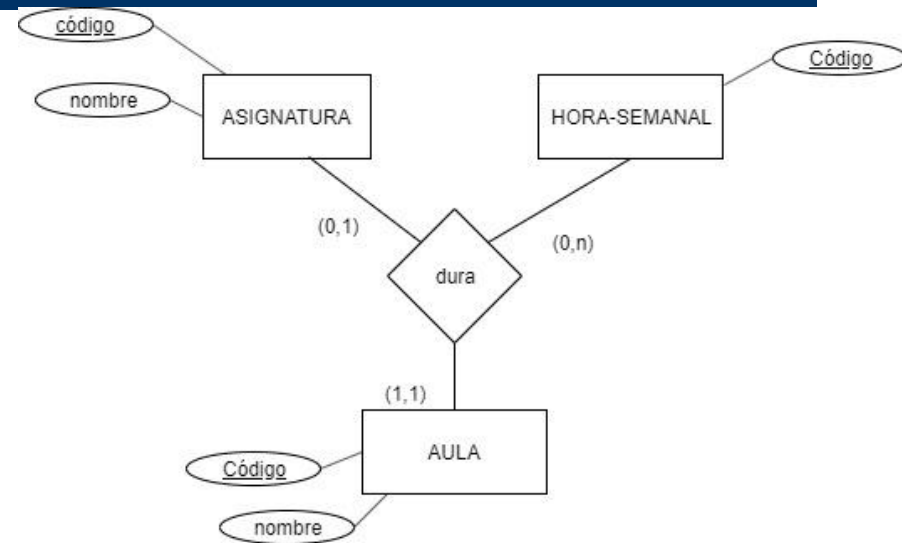 código
nombre
ASIGNATURA
HORA-SEMANAL
Código
(0,1)
(0,n)
dura
(1,1)
AULA
Código
nombre